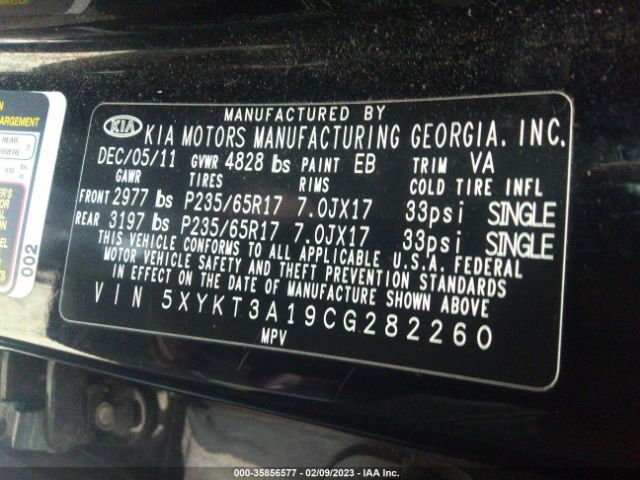 MANUFACTURED BY
KIA KIA MOTORS MANUFACTURING GEORGIA, INC.
DEC/05/11 GVWR 4828 lbs PAINT EB TRIM VA
GAWR TIRES RIMS COLD TIRE INFL
FRONT 2977 lbs P235/65R17 7.0JX17 33psi SINGLE
REAR 3197 lbs P235/65R17 7.0JX17 33psi SINGLE
THIS VEHICLE CONFORMS TO ALL APPLICABLE U.S.A. FEDERAL
MOTOR VEHICLE SAFETY AND THEFT PREVENTION STANDARDS
IN EFFECT ON THE DATE OF MANUFACTURE SHOWN ABOVE
VIN 5XYKT3A19CG282260
MPV
REAR
002
000-35856577 - 02/09/2023 - IAA Inc.